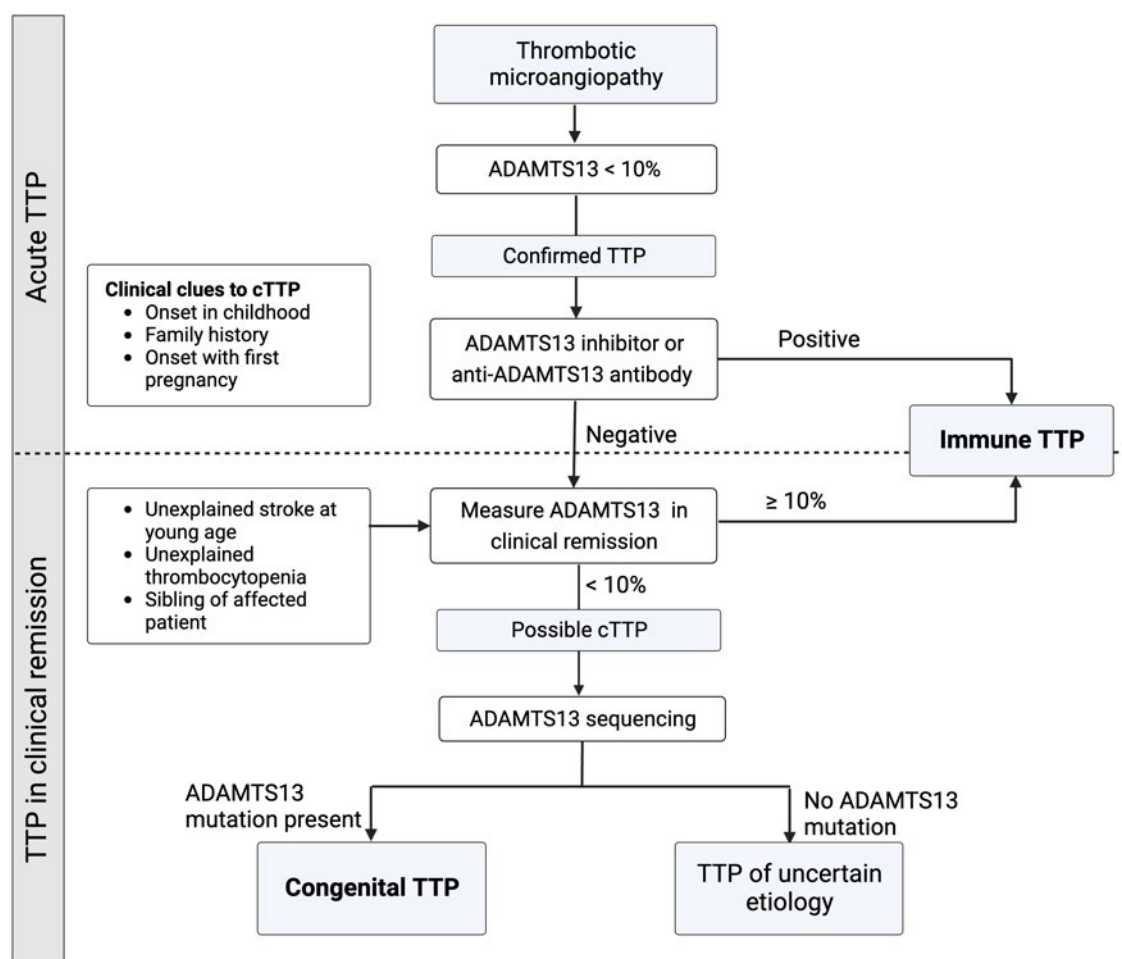 Acute TTP
Thrombotic
microangiopathy
ADAMTS13 < 10%
Confirmed TTP
Clinical clues to cTTP
• Onset in childhood
• Family history
• Onset with first
pregnancy
ADAMTS13 inhibitor or
anti-ADAMTS13 antibody
Positive
Immune TTP
Negative
TTP in clinical remission
• Unexplained stroke at
young age
• Unexplained
thrombocytopenia
• Sibling of affected
patient
Measure ADAMTS13 in
clinical remission
≥ 10%
< 10%
Possible cTTP
ADAMTS13 sequencing
ADAMTS13
mutation present
No ADAMTS13
mutation
Congenital TTP
TTP of uncertain
etiology